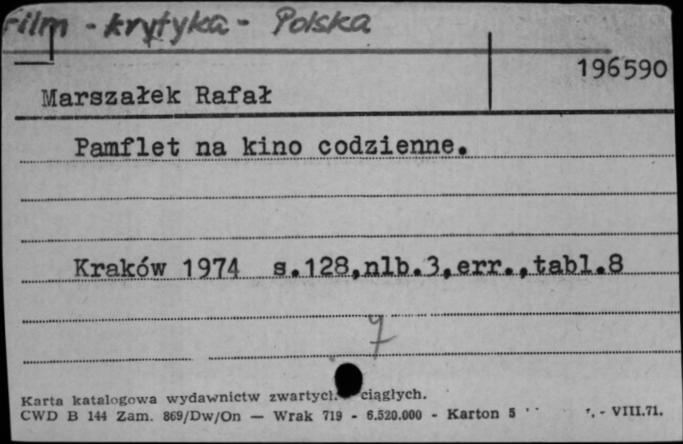 Film - krytyka - Polska
196590
Marszałek Rafał
Pamflet na kino codzienne.
Kraków 1974 s.128,nlb.3,err.,tabl.8
7
Karta katalogowa wydawnictw zwartych ciągłych.
CWD B 144 Zam. 869/Dw/On — Wrak 719 - 6.520.000 - Karton 5 - VIII.71.